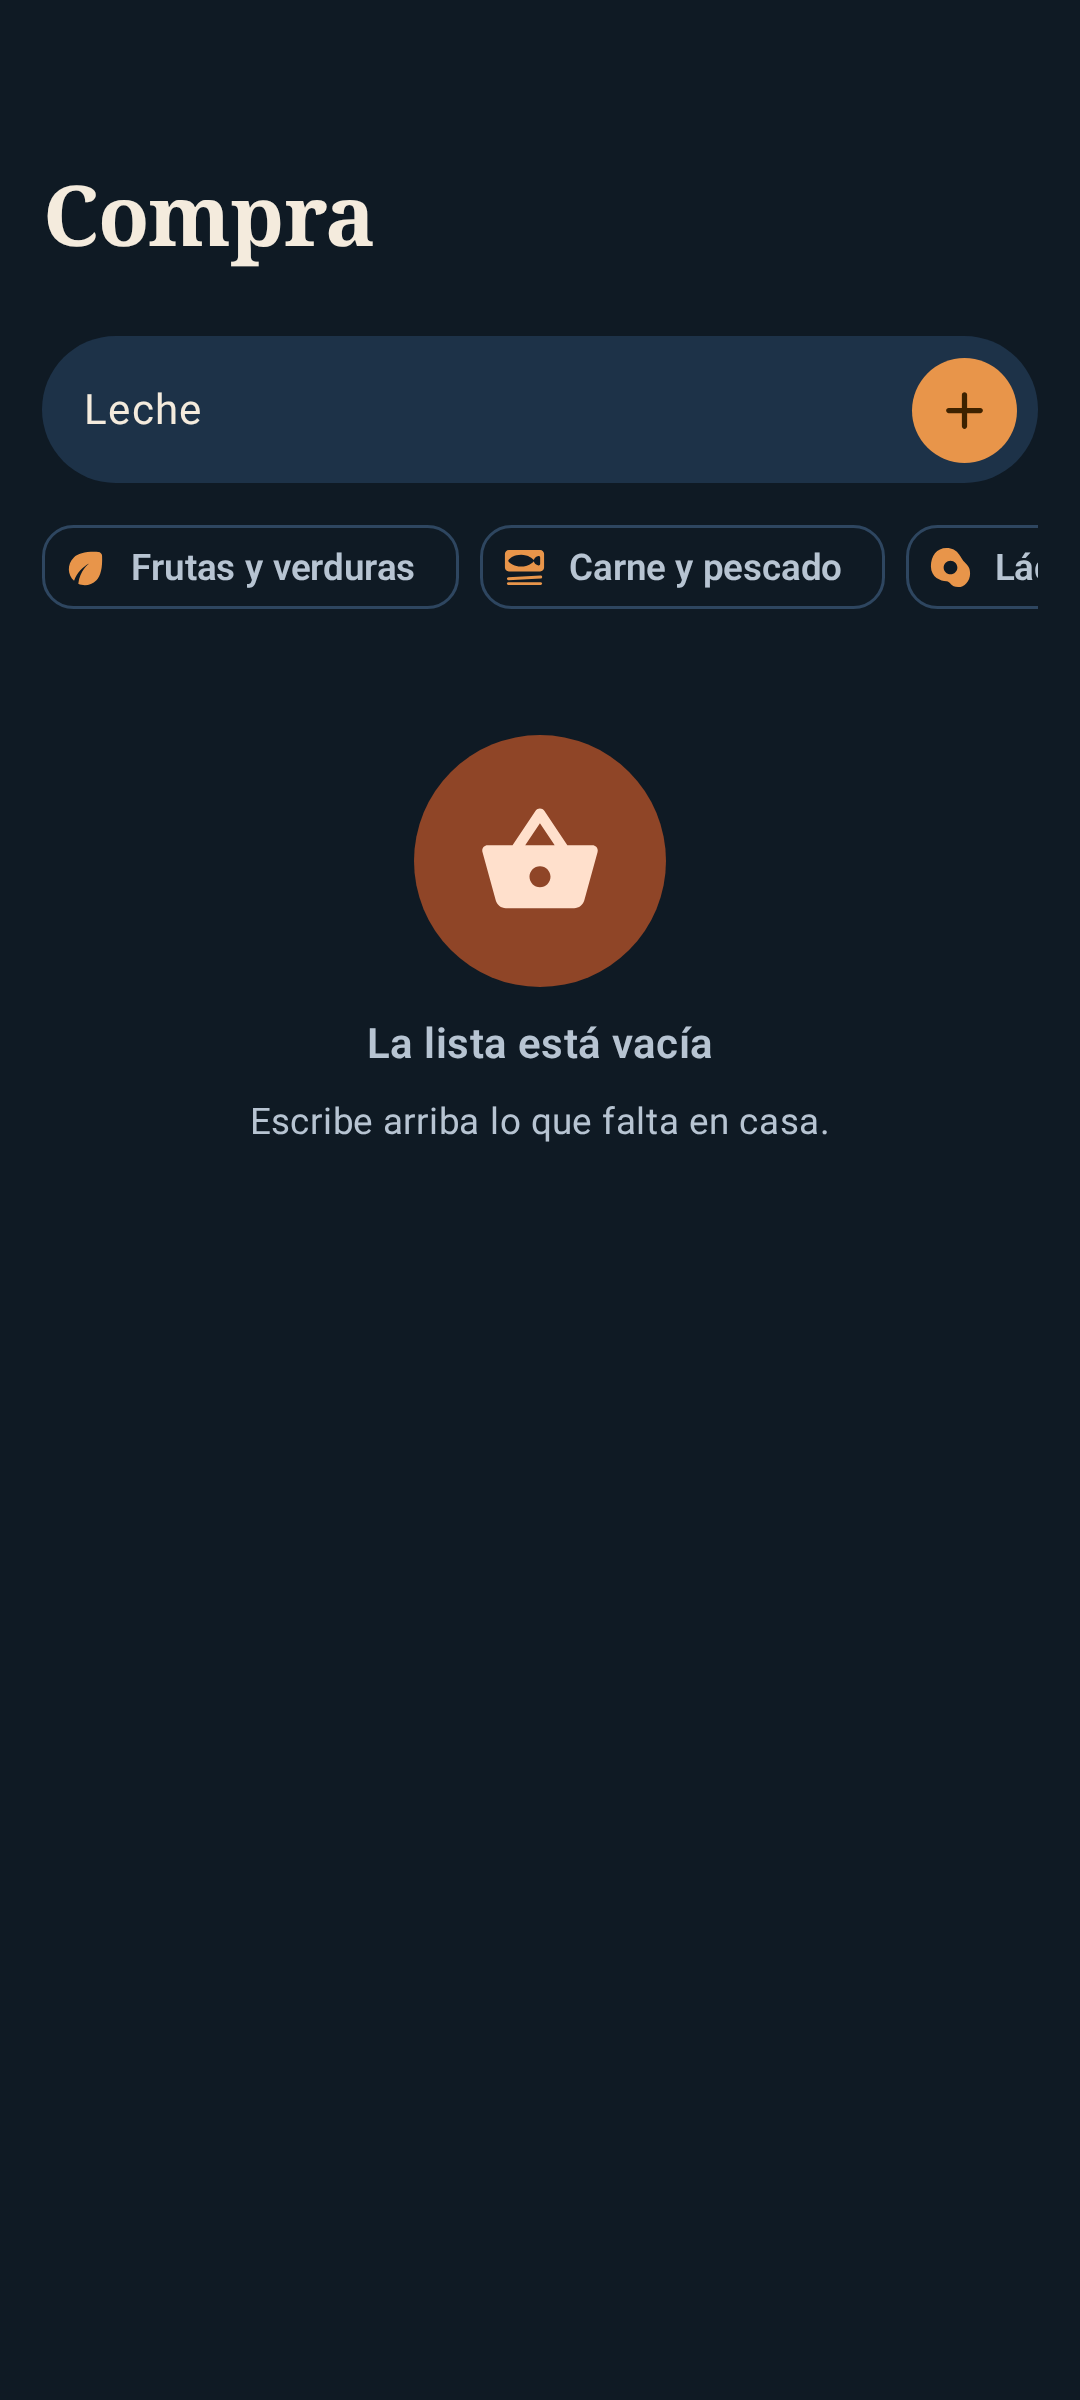 Compra
Leche
Frutas y verduras
Carne y pescado
La lista está vacía
Escribe arriba lo que falta en casa.